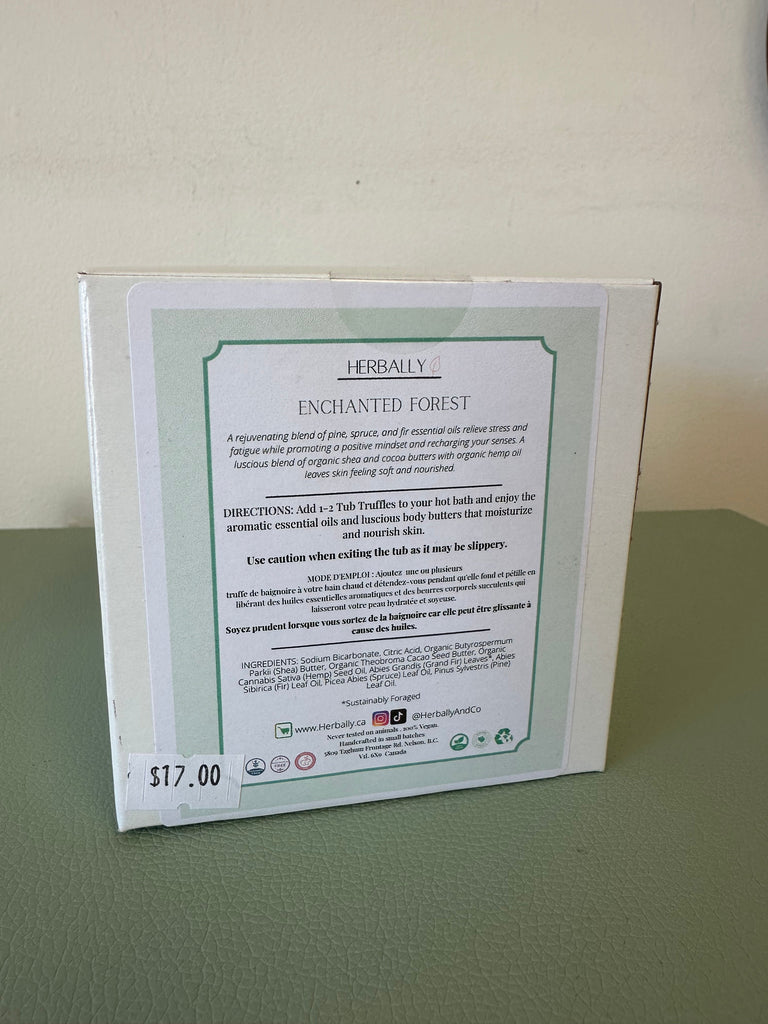 HERBALLY
ENCHANTED FOREST
A rejuvenating blend of pine, spruce, and fir essential oils relieve stress and
fatigue while promoting a positive mindset and recharging your senses. A
luscious blend of organic shea and cocoa butters with organic hemp oil
leaves skin feeling soft and nourished.
DIRECTIONS: Add 1-2 Tub Truffles to your hot bath and enjoy the
aromatic essential oils and luscious body butters that moisturize
and nourish skin.
Use caution when exiting the tub as it may be slippery.
MODE D'EMPLOI : Ajoutez une ou plusieurs
truffe de baignoire à votre bain chaud et détendez-vous pendant qu'elle fond et pétille en
libérant des huiles essentielles aromatiques et des beurres corporels succulents qui
laisseront votre peau hydratée et soyeuse.
Soyez prudent lorsque vous sortez de la baignoire car elle peut être glissante à
cause des huiles.
INGREDIENTS: Sodium Bicarbonate, Citric Acid, Organic Butyrospermum
Parkii (Shea) Butter, Organic Theobroma Cacao Seed Butter, Organic
Cannabis Sativa (Hemp) Seed Oil, Abies Grandis (Grand Fir) Leaves*, Abies
Sibirica (Fir) Leaf Oil, Picea Abies (Spruce) Leaf Oil, Pinus Sylvestris (Pine)
Leaf Oil.
*Sustainably Foraged
www.Herbally.ca @HerballyAndCo
Never tested on animals . 100% Vegan.
Handcrafted in small batches
5809 Taghum Frontage Rd. Nelson, B.C.
V1L 6X9 Canada
$17.00